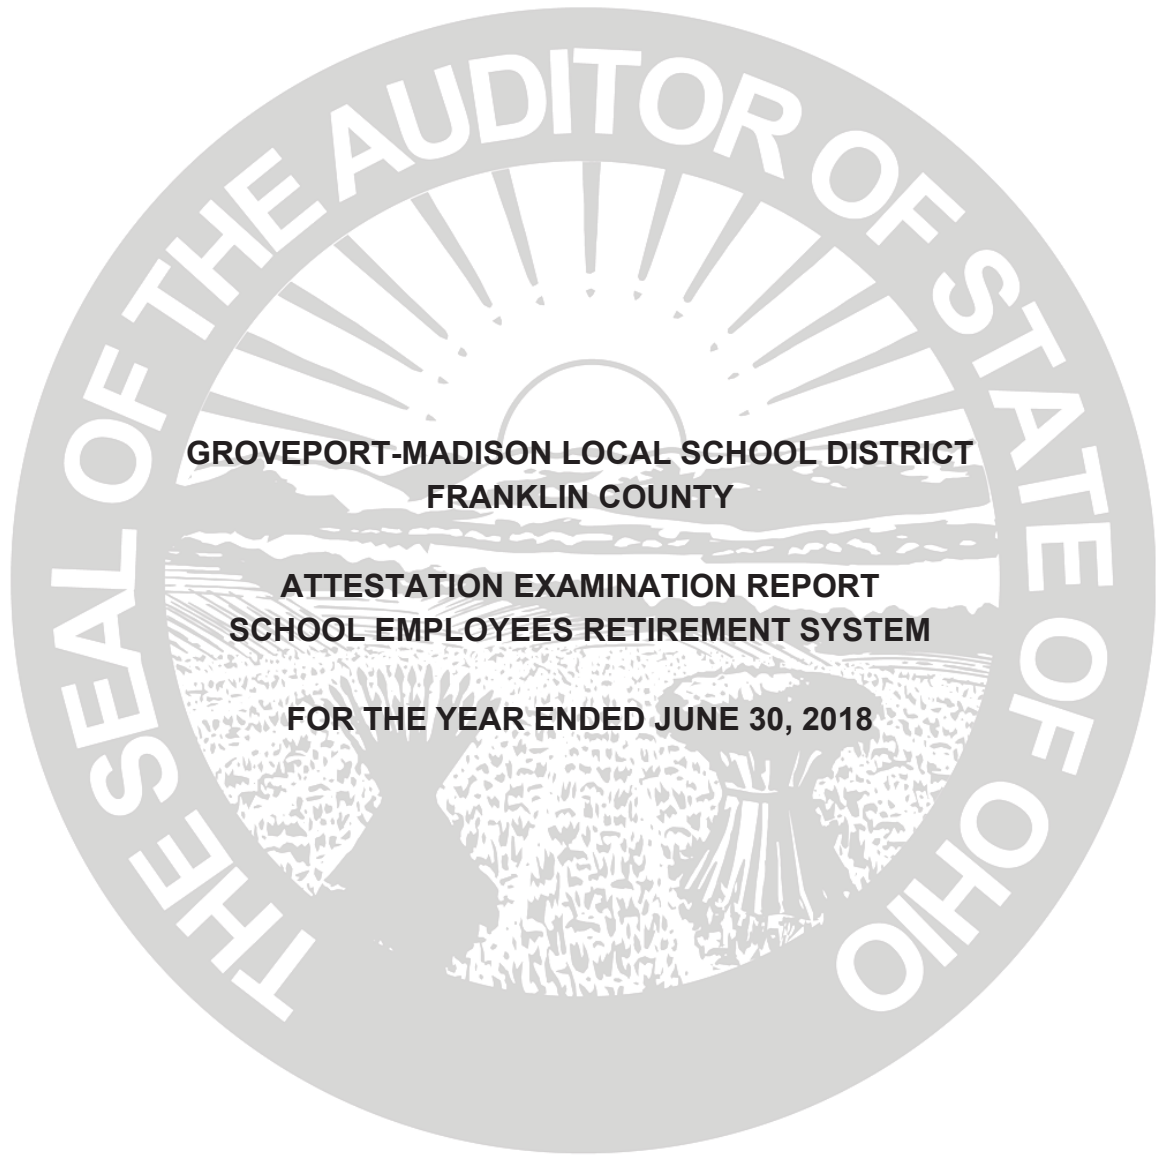 THE SEAL OF THE AUDITOR OF STATE OF OHIO
GROVEPORT-MADISON LOCAL SCHOOL DISTRICT
FRANKLIN COUNTY
ATTESTATION EXAMINATION REPORT
SCHOOL EMPLOYEES RETIREMENT SYSTEM
FOR THE YEAR ENDED JUNE 30, 2018